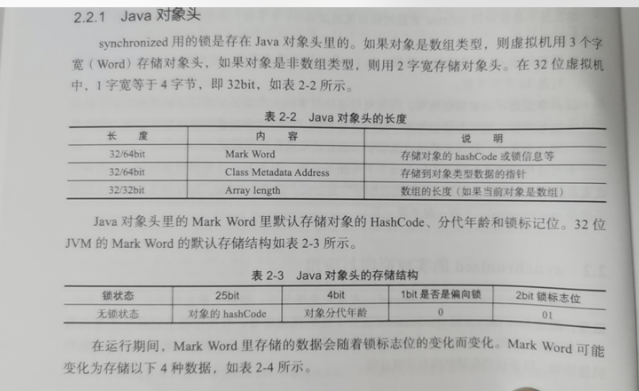 2.2.1 Java 对象头
synchronized 用的锁是存在 Java 对象头里的。如果对象是数组类型，则虚拟机用 3 个字
宽（Word）存储对象头，如果对象是非数组类型，则用 2 字宽存储对象头。在 32 位虚拟机
中，1 字宽等于 4 字节，即 32bit，如表 2-2 所示。
表 2-2 Java 对象头的长度
长 度 内 容 说 明
32/64bit Mark Word 存储对象的 hashCode 或锁信息等
32/64bit Class Metadata Address 存储到对象类型数据的指针
32/32bit Array length 数组的长度（如果当前对象是数组）
Java 对象头里的 Mark Word 里默认存储对象的 HashCode、分代年龄和锁标记位。32 位
JVM 的 Mark Word 的默认存储结构如表 2-3 所示。
表 2-3 Java 对象头的存储结构
锁状态 25bit 4bit 1bit 是否是偏向锁 2bit 锁标志位
无锁状态 对象的 hashCode 对象分代年龄 0 01
在运行期间，Mark Word 里存储的数据会随着锁标志位的变化而变化。Mark Word 可能
变化为存储以下 4 种数据，如表 2-4 所示。